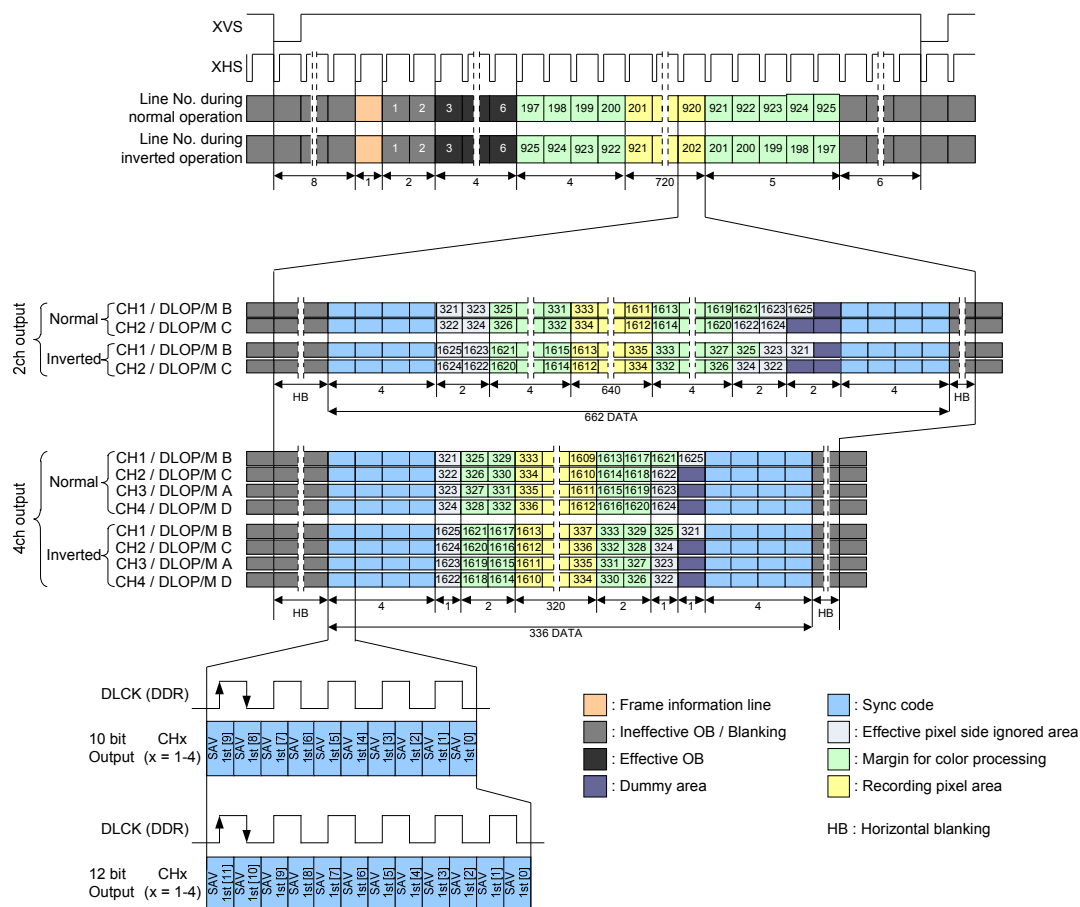 XVS
XHS
Line No. during normal operation
1 2 3 6 197 198 199 200 201 920 921 922 923 924 925
Line No. during inverted operation
1 2 3 6 925 924 923 922 921 202 201 200 199 198 197
8 1 2 4 4 720 5 6
2ch output
Normal
CH1 / DLOP/M B 321 323 325 331 333 1611 1613 1619 1621 1623 1625
CH2 / DLOP/M C 322 324 326 332 334 1612 1614 1620 1622 1624
Inverted
CH1 / DLOP/M B 1625 1623 1621 1615 1613 335 333 327 325 323 321
CH2 / DLOP/M C 1624 1622 1620 1614 1612 334 332 326 324 322
HB 4 2 4 640 4 2 2 4 HB
662 DATA
4ch output
Normal
CH1 / DLOP/M B 321 325 329 333 1609 1613 1617 1621 1625
CH2 / DLOP/M C 322 326 330 334 1610 1614 1618 1622
CH3 / DLOP/M A 323 327 331 335 1611 1615 1619 1623
CH4 / DLOP/M D 324 328 332 336 1612 1616 1620 1624
Inverted
CH1 / DLOP/M B 1625 1621 1617 1613 337 333 329 325 321
CH2 / DLOP/M C 1624 1620 1616 1612 336 332 328 324
CH3 / DLOP/M A 1623 1619 1615 1611 335 331 327 323
CH4 / DLOP/M D 1622 1618 1614 1610 334 330 326 322
HB 4 1 2 320 2 1 1 4 HB
336 DATA
DLCK (DDR)
10 bit CHx
Output (x = 1-4)
SAV 1st [9] SAV 1st [8] SAV 1st [7] SAV 1st [6] SAV 1st [5] SAV 1st [4] SAV 1st [3] SAV 1st [2] SAV 1st [1] SAV 1st [0]
DLCK (DDR)
12 bit CHx
Output (x = 1-4)
SAV 1st [11] SAV 1st [10] SAV 1st [9] SAV 1st [8] SAV 1st [7] SAV 1st [6] SAV 1st [5] SAV 1st [4] SAV 1st [3] SAV 1st [2] SAV 1st [1] SAV 1st [0]
: Frame information line
: Ineffective OB / Blanking
: Effective OB
: Dummy area
: Sync code
: Effective pixel side ignored area
: Margin for color processing
: Recording pixel area
HB : Horizontal blanking